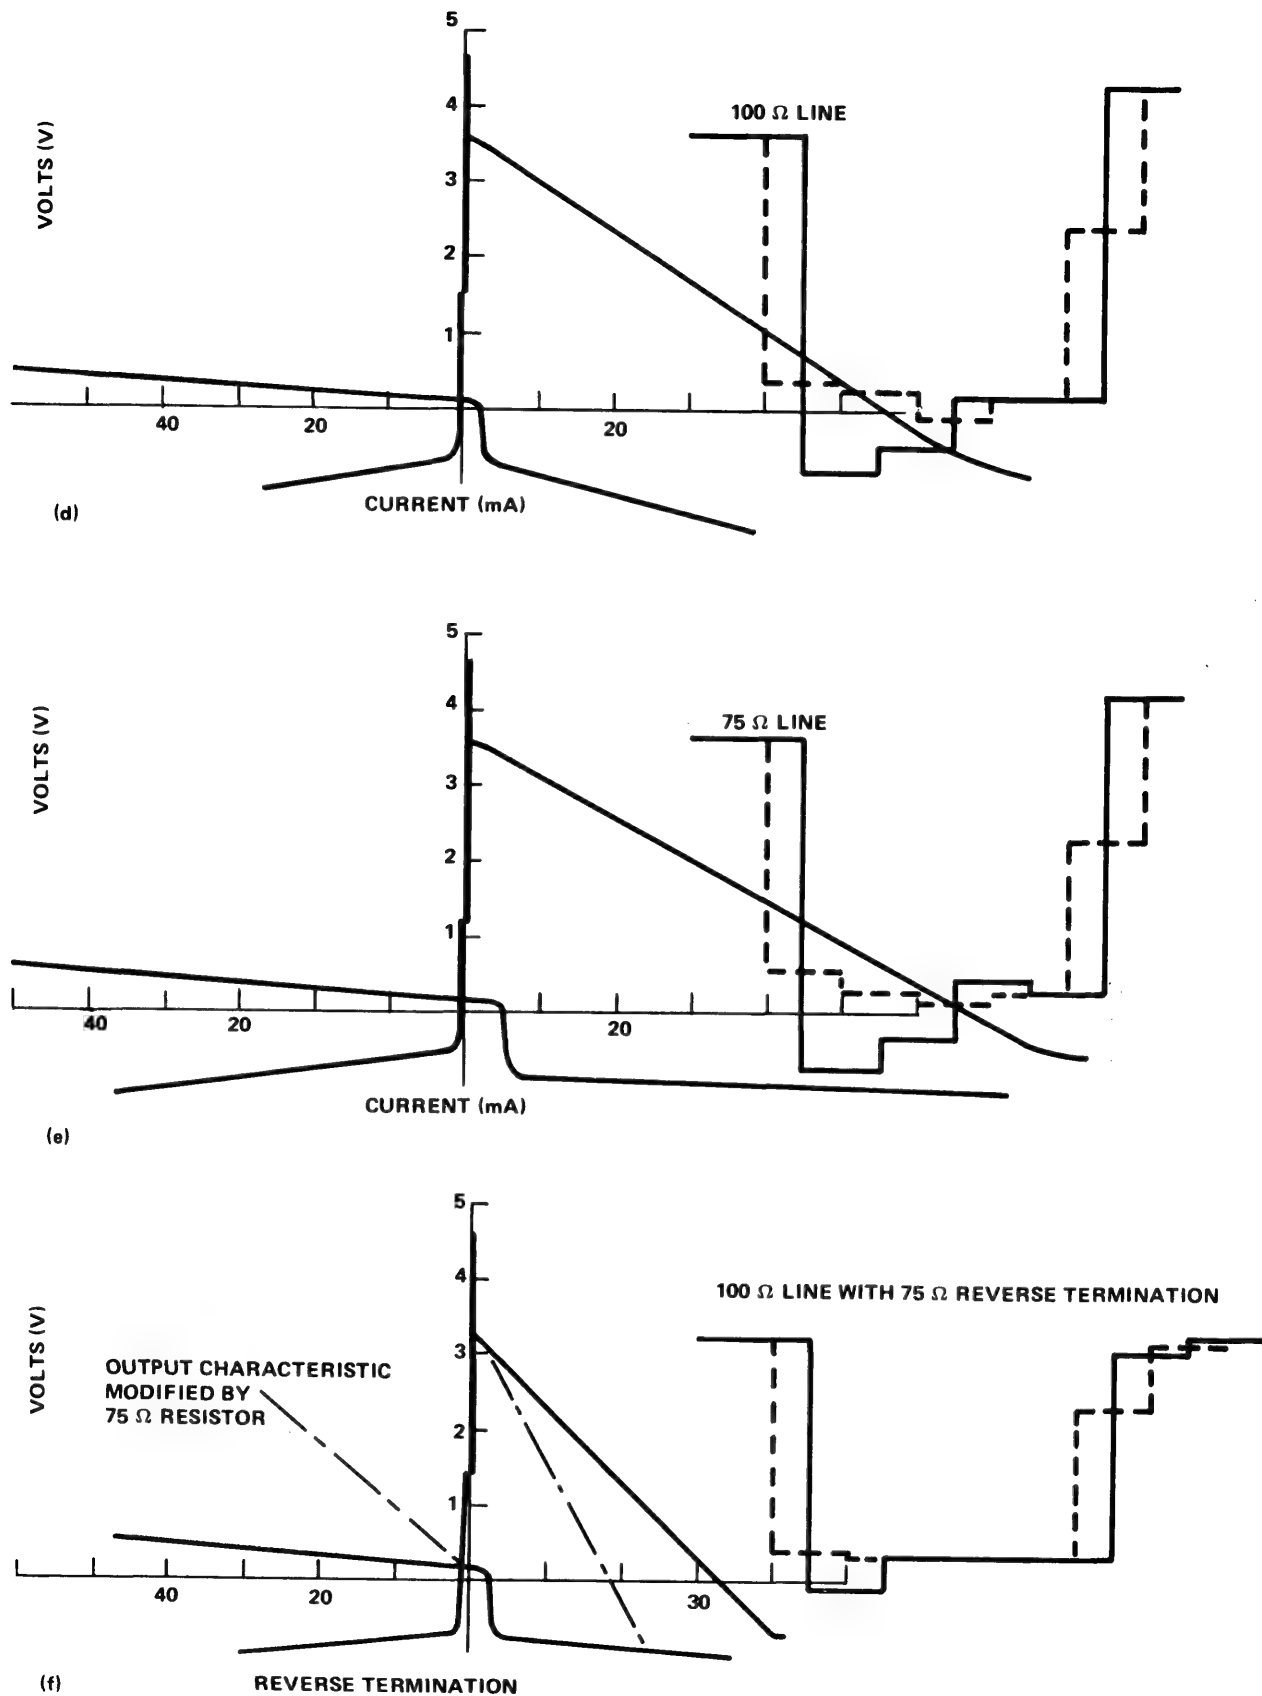 5
4
3
2
1
VOLTS (V)
100 Ω LINE
40
20
20
CURRENT (mA)
(d)
5
4
3
2
1
VOLTS (V)
75 Ω LINE
40
20
20
CURRENT (mA)
(e)
5
4
3
2
1
VOLTS (V)
100 Ω LINE WITH 75 Ω REVERSE TERMINATION
OUTPUT CHARACTERISTIC
MODIFIED BY
75 Ω RESISTOR
40
20
30
(f)
REVERSE TERMINATION